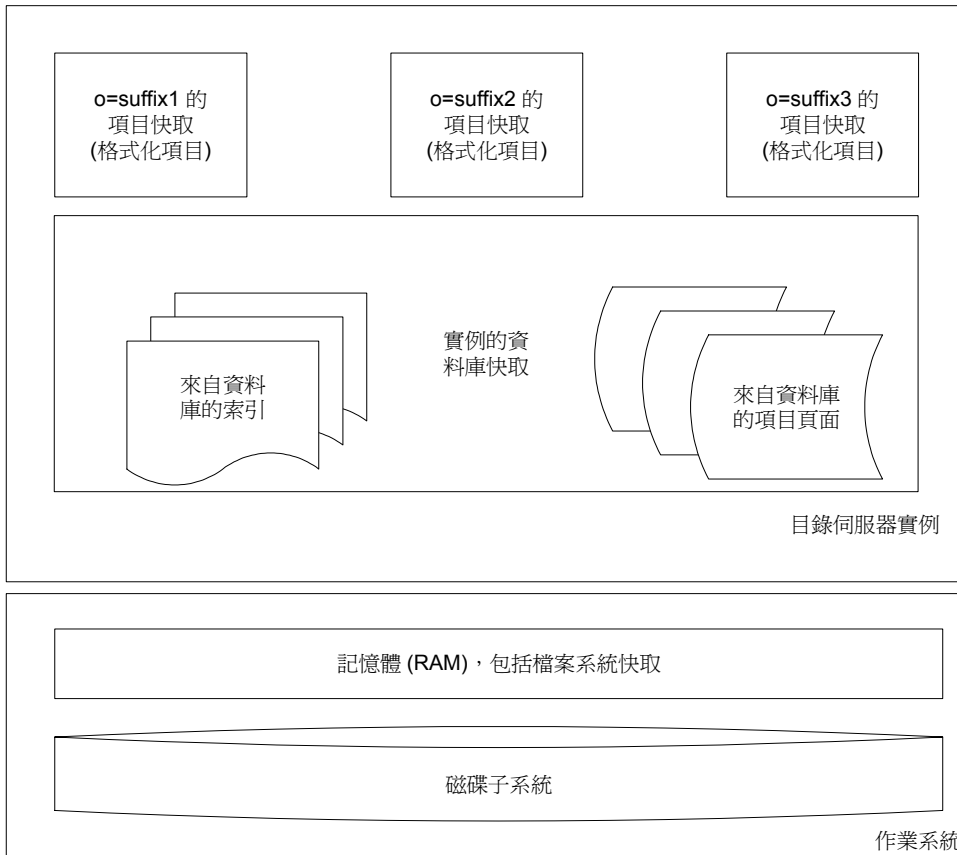 o=suffix1 的
項目快取
(格式化項目)
o=suffix2 的
項目快取
(格式化項目)
o=suffix3 的
項目快取
(格式化項目)
來自資料
庫的索引
實例的資
料庫快取
來自資料庫
的項目頁面
目錄伺服器實例
記憶體 (RAM)，包括檔案系統快取
磁碟子系統
作業系統